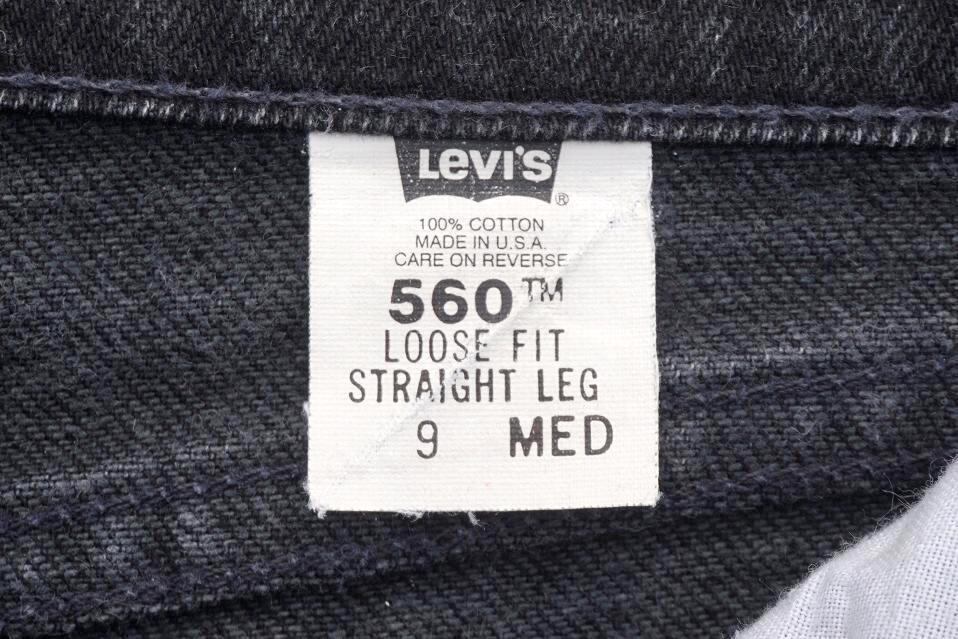 LEVI'S®
100% COTTON
MADE IN U.S.A.
CARE ON REVERSE
560™
LOOSE FIT
STRAIGHT LEG
9 MED